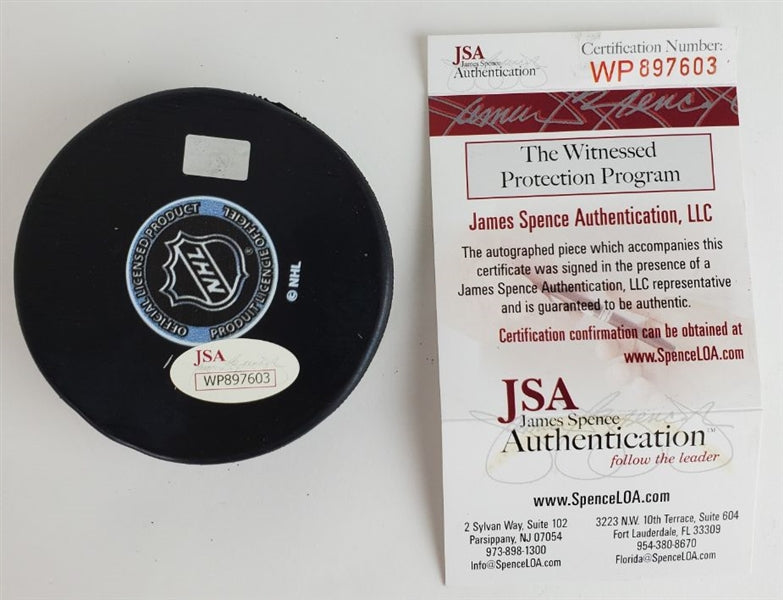 OFFICIAL LICENSED PRODUCT
PRODUIT LICENCIÉ OFFICIEL
NHL
© NHL
JSA
WP897603
JSA
James Spence
Authentication
Certification Number:
WP 897603
James Spence
The Witnessed
Protection Program
James Spence Authentication, LLC
The autographed piece which accompanies this
certificate was signed in the presence of a
James Spence Authentication, LLC representative
and is guaranteed to be authentic.
Certification confirmation can be obtained at
www.SpenceLOA.com
JSA
James Spence
Authentication™
follow the leader
www.SpenceLOA.com
2 Sylvan Way, Suite 102
Parsippany, NJ 07054
973-898-1300
Info@SpenceLOA.com
3223 N.W. 10th Terrace, Suite 604
Fort Lauderdale, FL 33309
954-380-8670
Florida@SpenceLOA.com